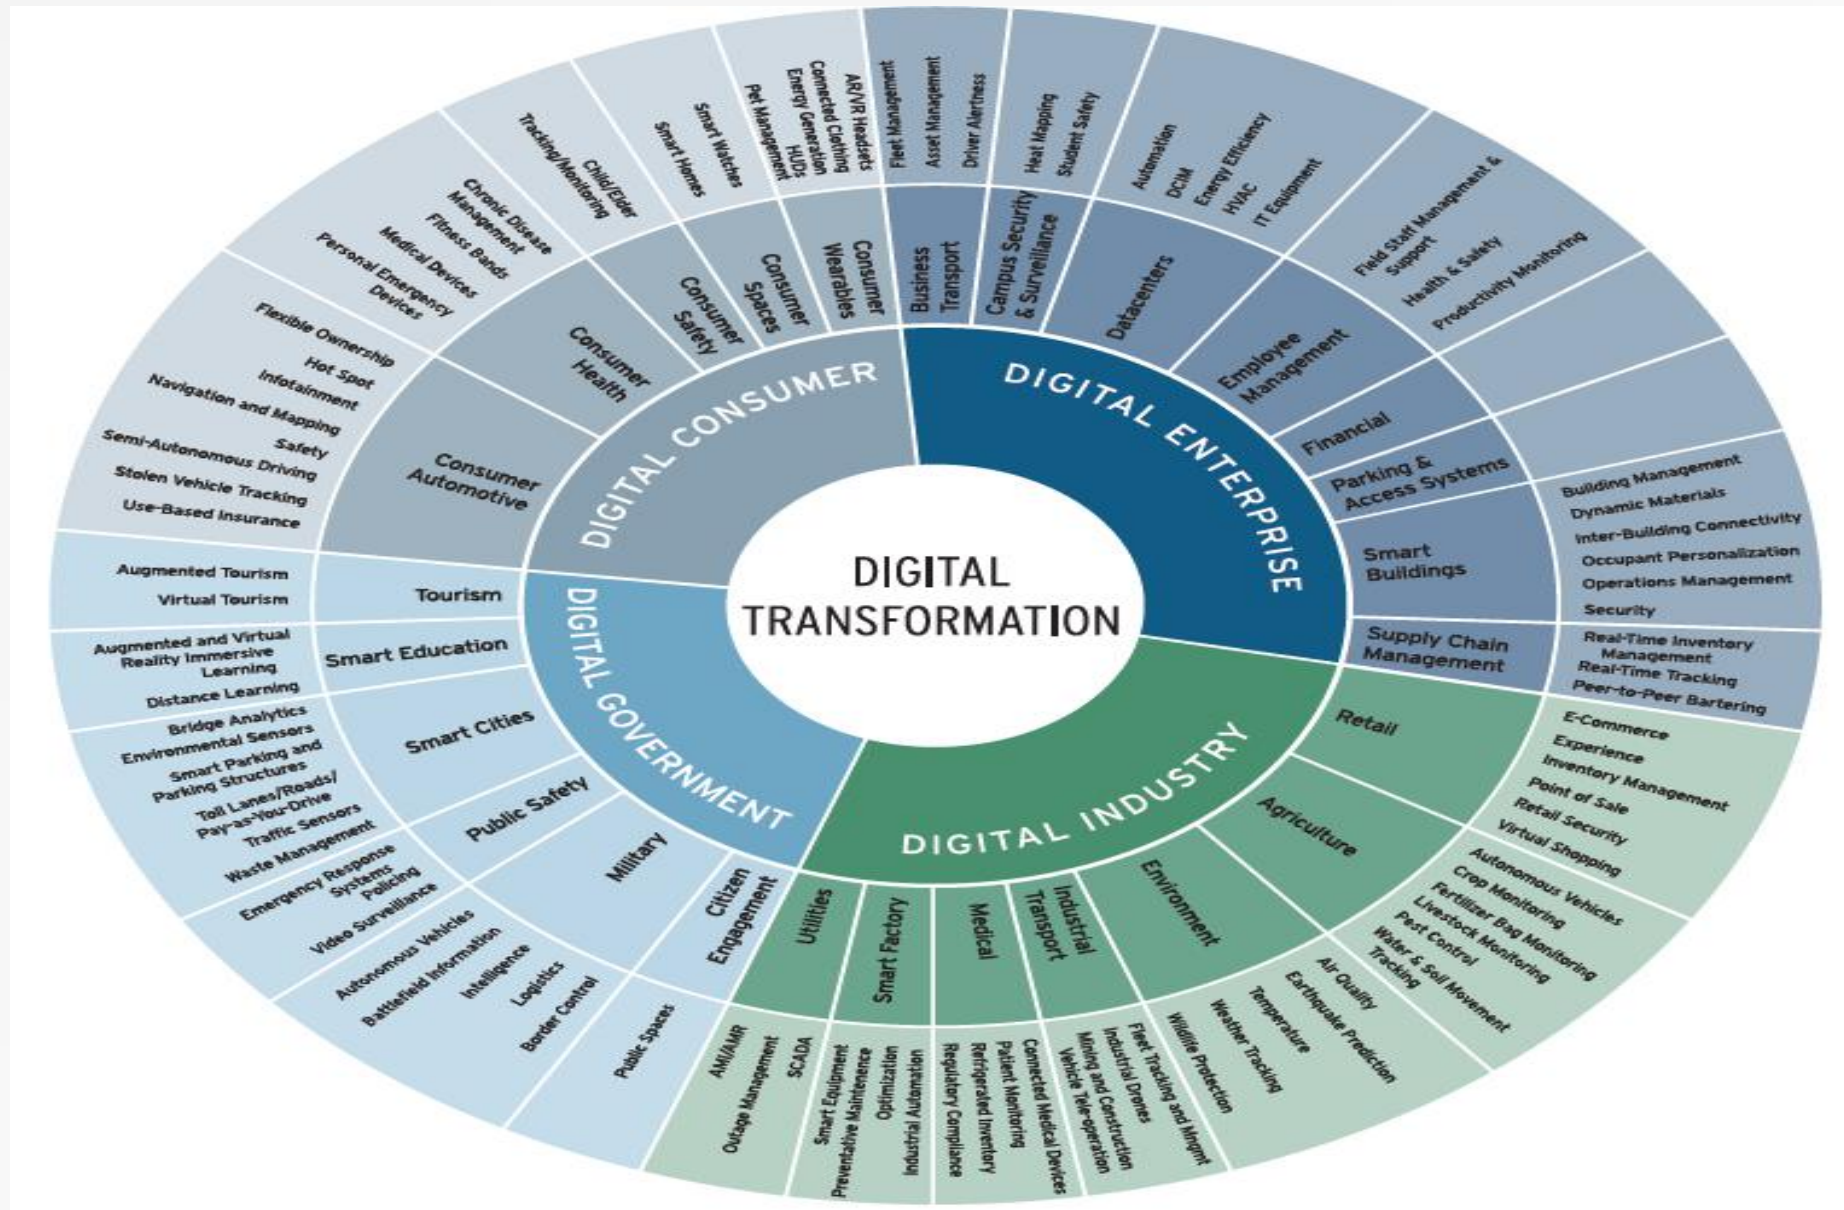 DIGITAL
TRANSFORMATION
DIGITAL CONSUMER
Consumer
Automotive
Flexible Ownership
Hot Spot
Infotainment
Navigation and Mapping
Safety
Semi-Autonomous Driving
Stolen Vehicle Tracking
Use-Based Insurance
Consumer
Health
Chronic Disease
Management
Fitness Bands
Medical Devices
Personal Emergency
Devices
Consumer
Safety
Child/Elder
Tracking/Monitoring
Consumer
Spaces
Smart Watches
Smart Homes
Consumer
Wearables
AR/VR Headsets
Connected Clothing
Energy Generation
HUDs
Pet Management
DIGITAL ENTERPRISE
Business
Transport
Fleet Management
Asset Management
Driver Alertness
Campus Security
& Surveillance
Heat Mapping
Student Safety
Datacenters
Automation
DCIM
Energy Efficiency
HVAC
IT Equipment
Employee
Management
Field Staff Management &
Support
Health & Safety
Productivity Monitoring
Financial
Parking &
Access Systems
Smart
Buildings
Building Management
Dynamic Materials
Inter-Building Connectivity
Occupant Personalization
Operations Management
Security
Supply Chain
Management
Real-Time Inventory
Management
Real-Time Tracking
Peer-to-Peer Bartering
DIGITAL INDUSTRY
Retail
E-Commerce
Experience
Inventory Management
Point of Sale
Retail Security
Virtual Shopping
Agriculture
Autonomous Vehicles
Crop Monitoring
Fertilizer Bag Monitoring
Livestock Monitoring
Pest Control
Water & Soil Movement
Tracking
Environment
Air Quality
Earthquake Prediction
Temperature
Weather Tracking
Wildlife Protection
Industrial
Transport
Fleet Tracking and Mngmt
Industrial Drones
Mining and Construction
Vehicle Tele-operation
Medical
Connected Medical Devices
Patient Monitoring
Refrigerated Inventory
Regulatory Compliance
Smart Factory
Smart Equipment
Preventative Maintenence
Optimization
Industrial Automation
Utilities
AMI/AMR
Outage Management
SCADA
DIGITAL GOVERNMENT
Tourism
Augmented Tourism
Virtual Tourism
Smart Education
Augmented and Virtual
Reality Immersive
Learning
Distance Learning
Smart Cities
Bridge Analytics
Environmental Sensors
Smart Parking and
Parking Structures
Toll Lanes/Roads/
Pay-as-You-Drive
Traffic Sensors
Waste Management
Public Safety
Emergency Response
Systems
Policing
Video Surveillance
Military
Autonomous Vehicles
Battlefield Information
Intelligence
Logistics
Border Control
Citizen
Engagement
Public Spaces